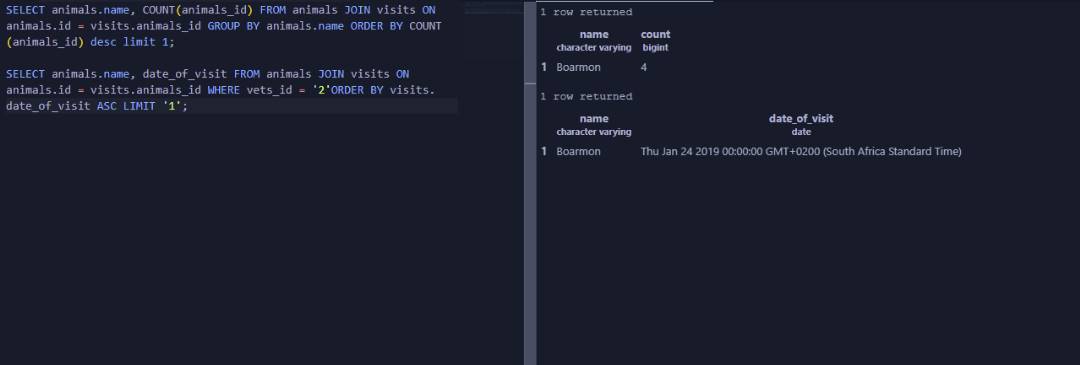 SELECT animals.name, COUNT(animals_id) FROM animals JOIN visits ON
animals.id = visits.animals_id GROUP BY animals.name ORDER BY COUNT
(animals_id) desc limit 1;
SELECT animals.name, date_of_visit FROM animals JOIN visits ON
animals.id = visits.animals_id WHERE vets_id = '2'ORDER BY visits.
date_of_visit ASC LIMIT '1';
1 row returned
name count
character varying bigint
1 Boarmon 4
1 row returned
name date_of_visit
character varying date
1 Boarmon Thu Jan 24 2019 00:00:00 GMT+0200 (South Africa Standard Time)